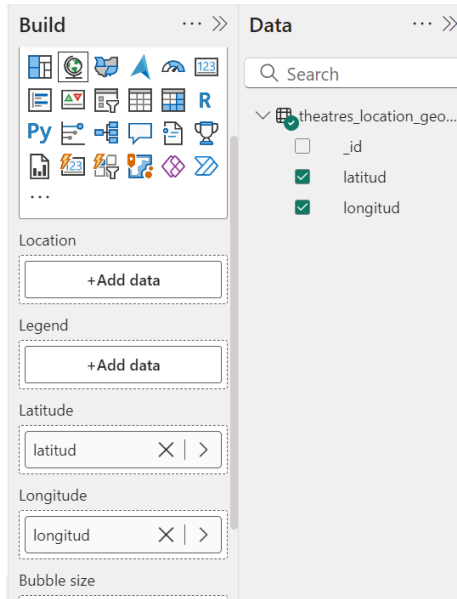 Build
123
R
Py
123
...
Location
+Add data
Legend
+Add data
Latitude
latitud
Longitude
longitud
Bubble size
Data
Search
theatres_location_geo...
_id
latitud
longitud